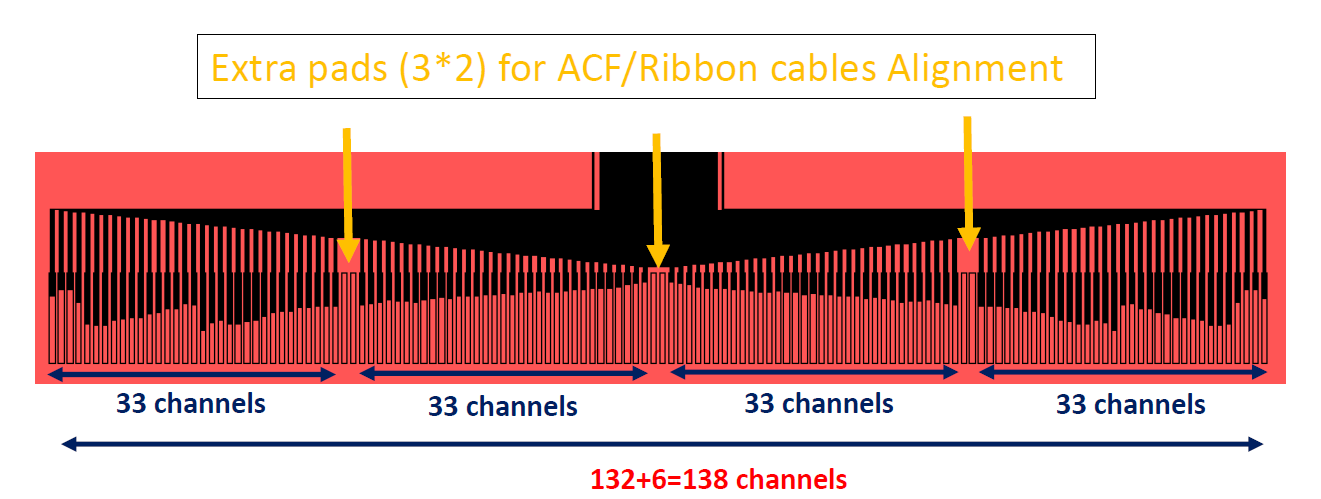 Extra pads (3*2) for ACF/Ribbon cables Alignment
33 channels
33 channels
33 channels
33 channels
132+6=138 channels